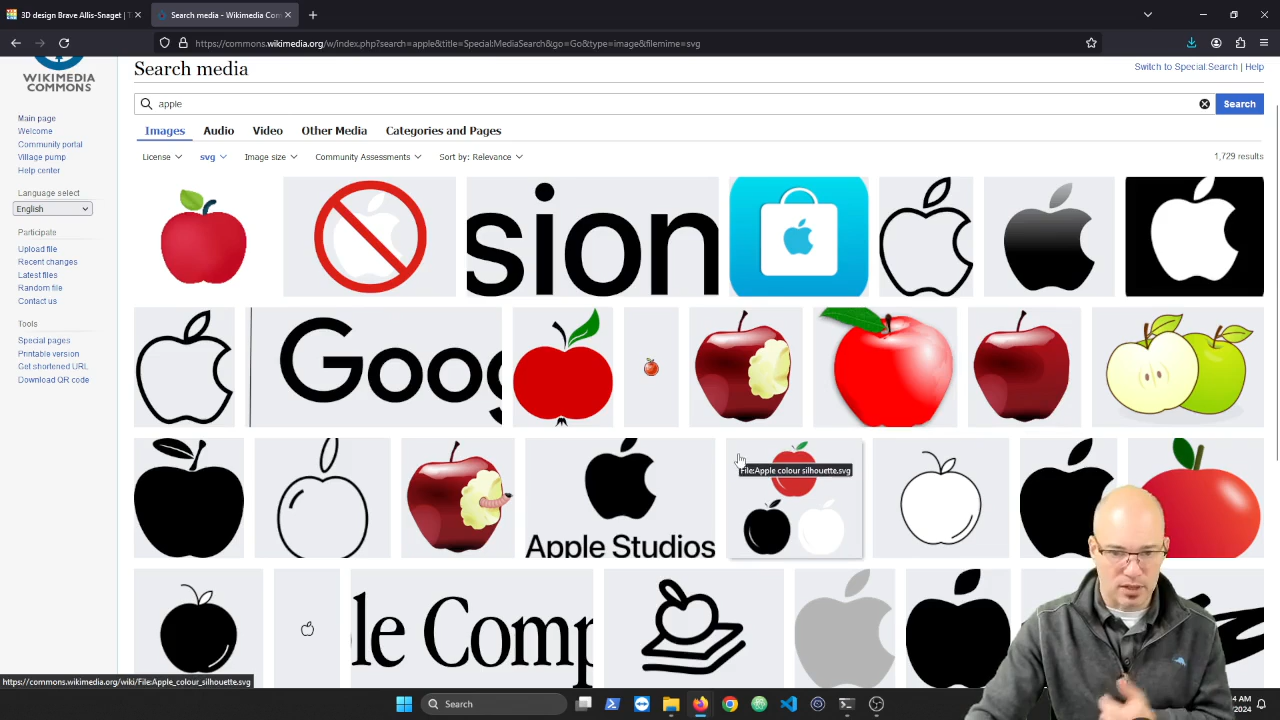 3D design Brave Allis-Snaget | T
Search media - Wikimedia Com
https://commons.wikimedia.org/w/index.php?search=apple&title=Special:MediaSearch&go=Go&type=image&filemime=svg
WIKIMEDIA
COMMONS
Main page
Welcome
Community portal
Village pump
Help center
Language select
English
Participate
Upload file
Recent changes
Latest files
Random file
Contact us
Tools
Special pages
Printable version
Get shortened URL
Download QR code
Search media
Switch to Special:Search | Help
apple
Search
Images Audio Video Other Media Categories and Pages
License svg Image size Community Assessments Sort by: Relevance
1,729 results
sion
Goog
File:Apple colour silhouette.svg
Apple Studios
le Comp
https://commons.wikimedia.org/wiki/File:Apple_colour_silhouette.svg
Search